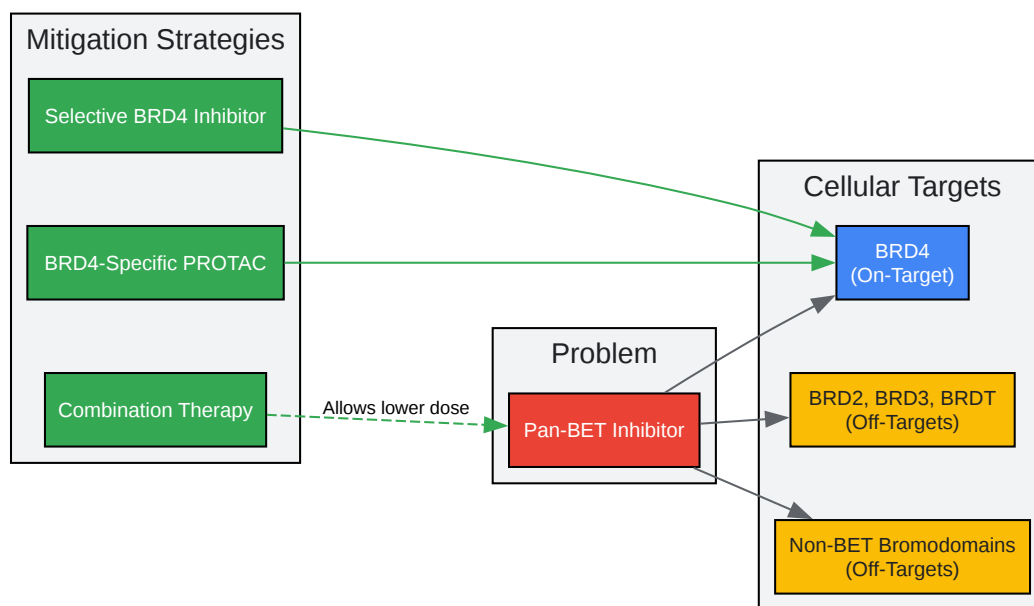 Mitigation Strategies
Selective BRD4 Inhibitor
BRD4-Specific PROTAC
Combination Therapy
Allows lower dose
Problem
Pan-BET Inhibitor
Cellular Targets
BRD4
(On-Target)
BRD2, BRD3, BRDT
(Off-Targets)
Non-BET Bromodomains
(Off-Targets)